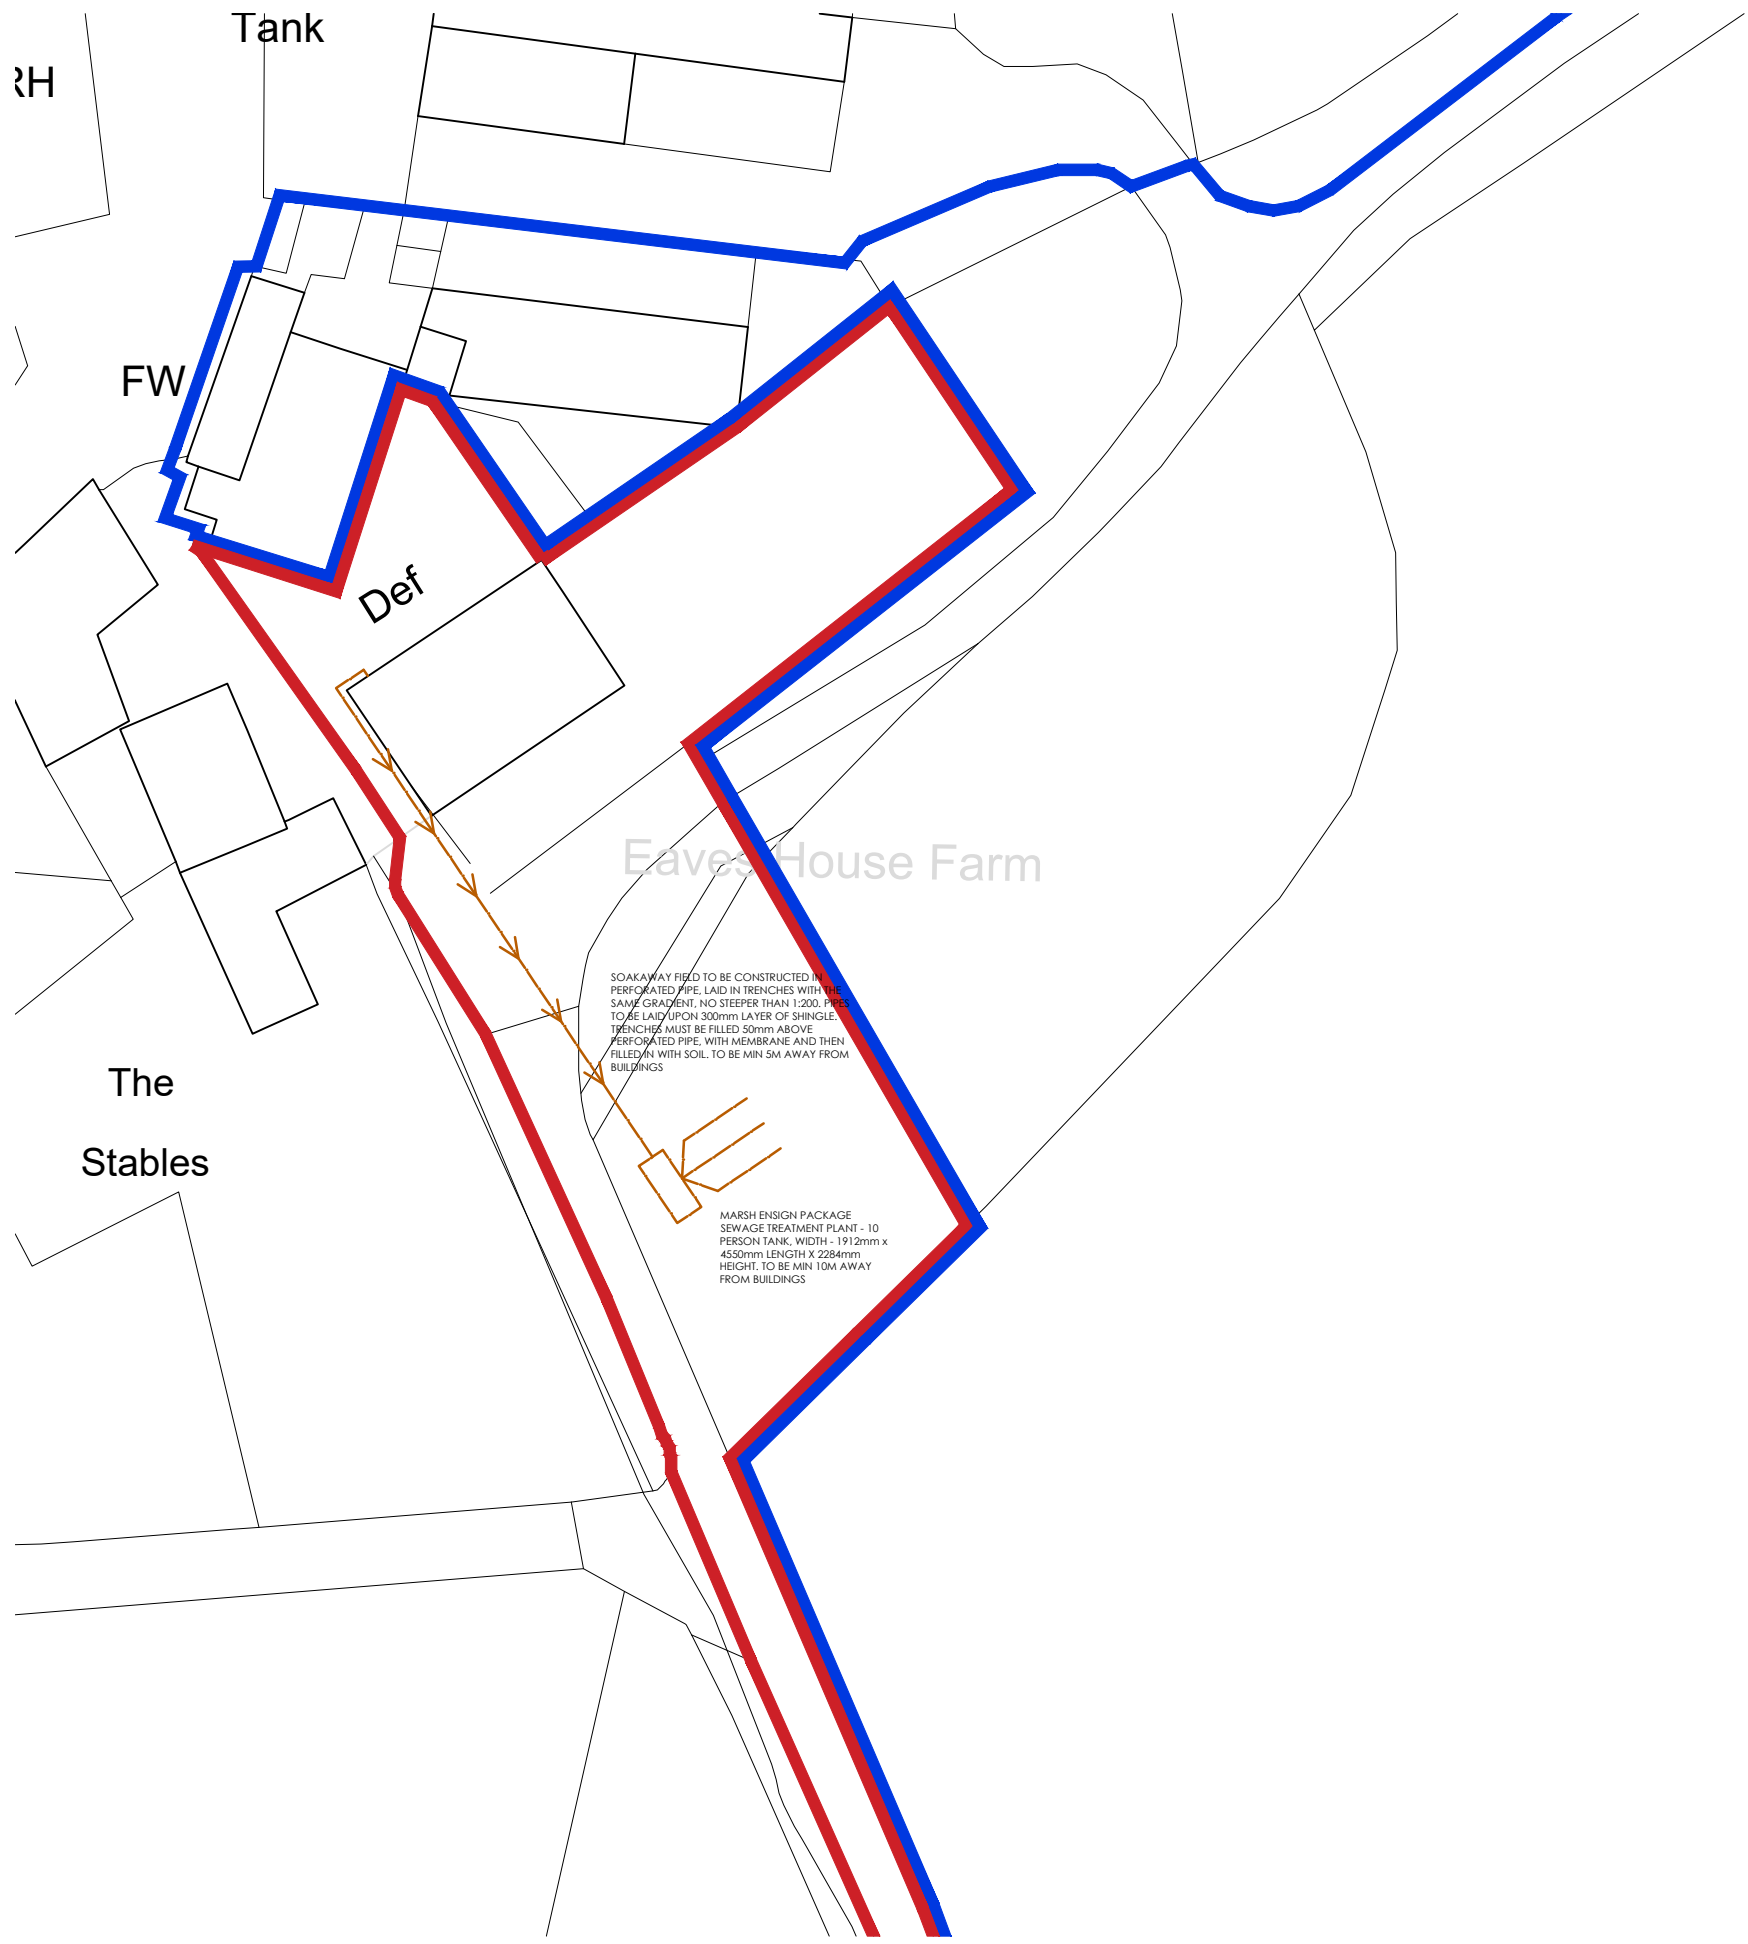 Tank
RH
FW
Def
Eaves House Farm
SOAKAWAY FIELD TO BE CONSTRUCTED IN
PERFORATED PIPE, LAID IN TRENCHES WITH THE
SAME GRADIENT, NO STEEPER THAN 1:200. PIPES
TO BE LAID UPON 300mm LAYER OF SHINGLE.
TRENCHES MUST BE FILLED 50mm ABOVE
PERFORATED PIPE, WITH MEMBRANE AND THEN
FILLED IN WITH SOIL. TO BE MIN 5M AWAY FROM
BUILDINGS
The
Stables
MARSH ENSIGN PACKAGE
SEWAGE TREATMENT PLANT - 10
PERSON TANK, WIDTH - 1912mm x
4550mm LENGTH X 2284mm
HEIGHT. TO BE MIN 10M AWAY
FROM BUILDINGS